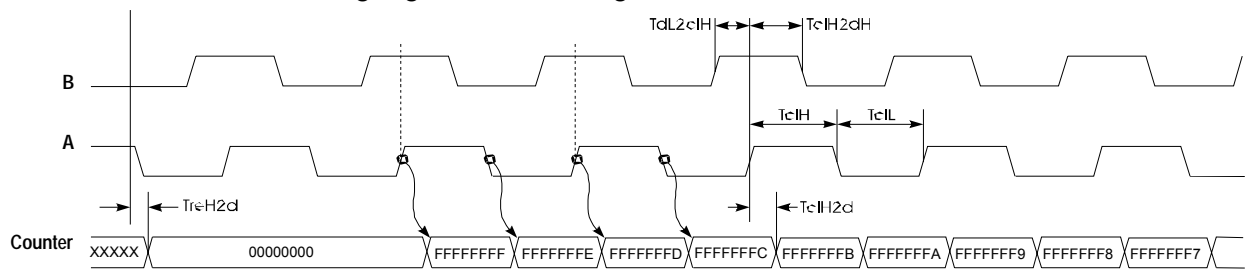 TdL2clH TclH2dH
B
TclH TclL
A
TreH2d TclH2d
Counter XXXXX 00000000 FFFFFFFF FFFFFFFE FFFFFFFD FFFFFFFC FFFFFFFB FFFFFFFA FFFFFFF9 FFFFFFF8 FFFFFFF7